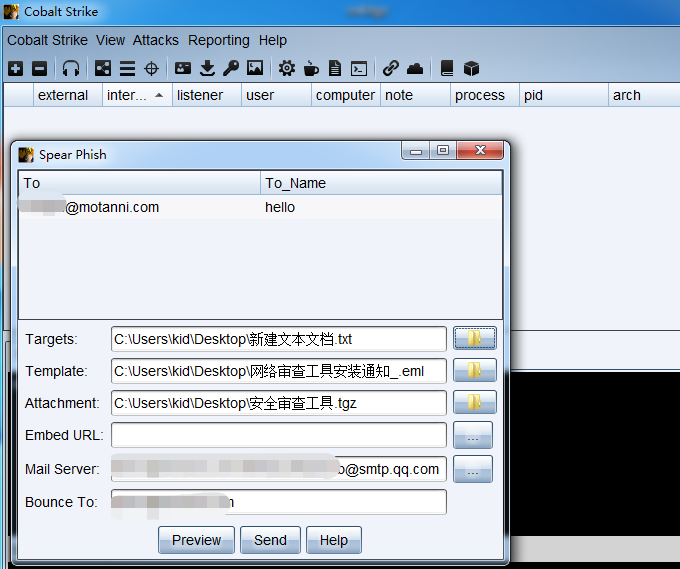 Cobalt Strike
Cobalt Strike View Attacks Reporting Help
external inter... listener user computer note process pid arch
Spear Phish
To To_Name
@motanni.com hello
Targets: C:\Users\kid\Desktop\新建文本文档.txt
Template: C:\Users\kid\Desktop\网络审查工具安装通知_.eml
Attachment: C:\Users\kid\Desktop\安全审查工具.tgz
Embed URL: ...
Mail Server: @smtp.qq.com ...
Bounce To:
Preview Send Help